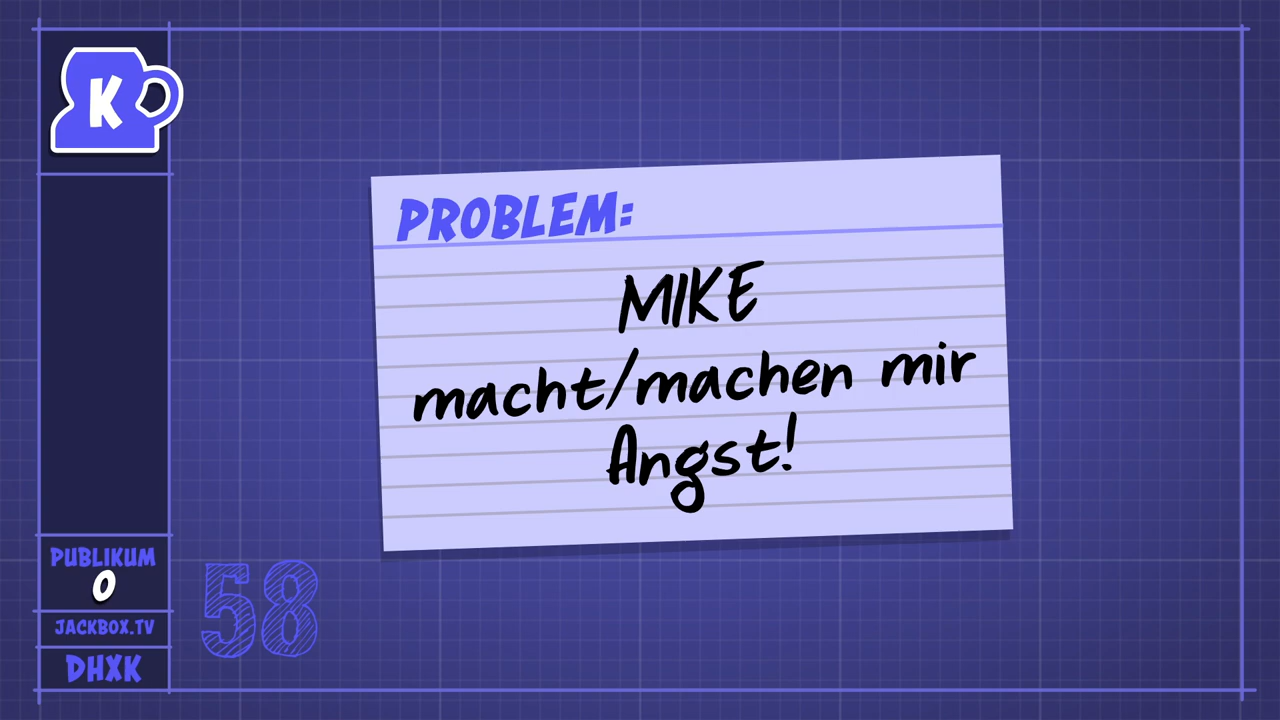 K
PROBLEM:
MIKE
macht/machen mir
Angst!
PUBLIKUM
0
JACKBOX.TV
DHXK
58